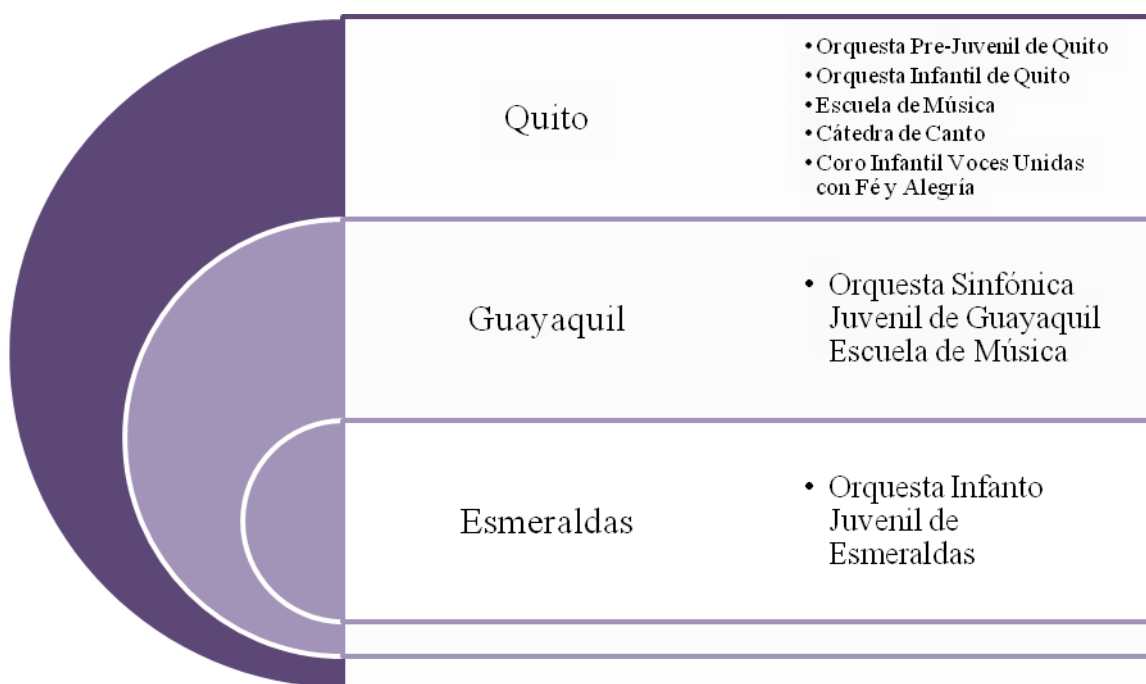 Quito
• Orquesta Pre-Juvenil de Quito
• Orquesta Infantil de Quito
• Escuela de Música
• Cátedra de Canto
• Coro Infantil Voces Unidas
con Fé y Alegría
Guayaquil
• Orquesta Sinfónica
Juvenil de Guayaquil
Escuela de Música
Esmeraldas
• Orquesta Infanto
Juvenil de
Esmeraldas